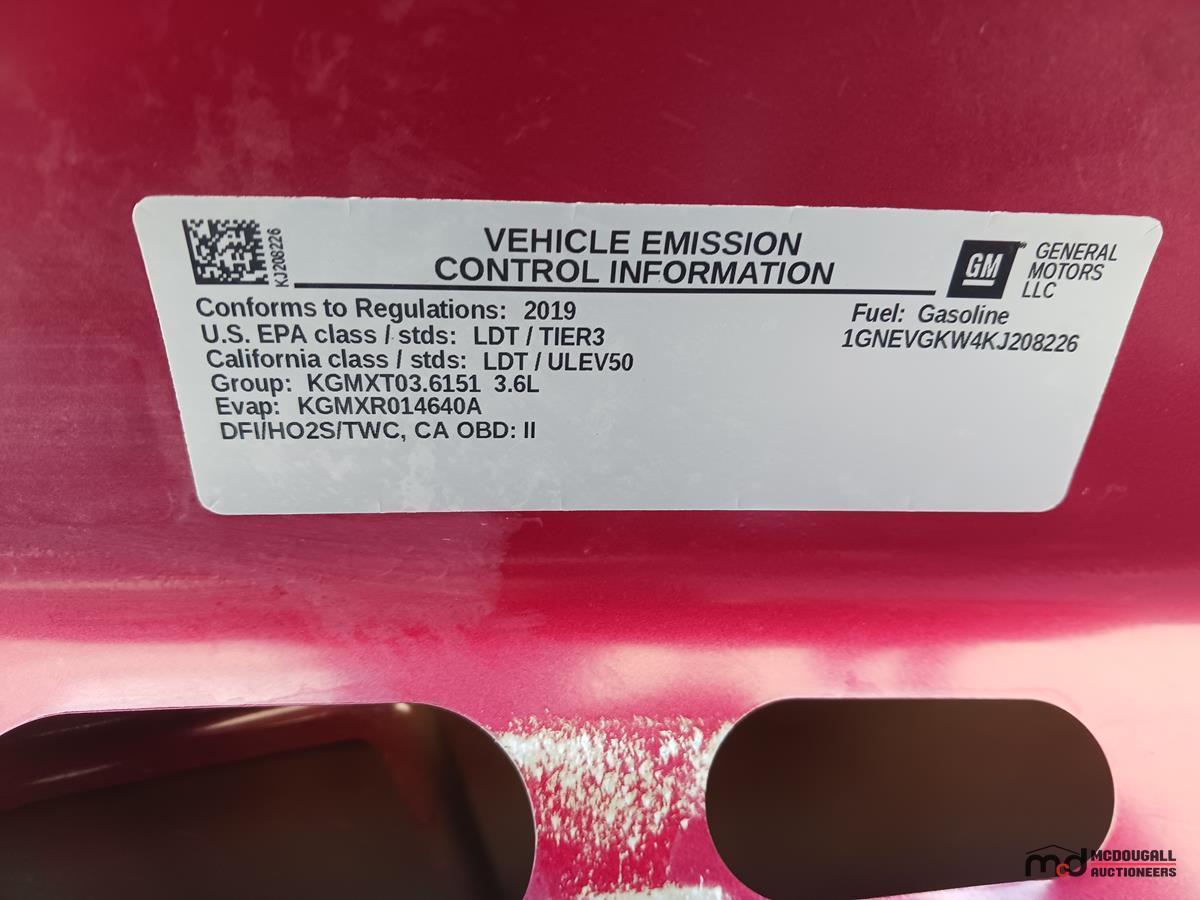 KJ208226
VEHICLE EMISSION
CONTROL INFORMATION
GM
GENERAL
MOTORS
LLC
Conforms to Regulations: 2019
U.S. EPA class / stds: LDT / TIER3
California class / stds: LDT / ULEV50
Group: KGMXT03.6151 3.6L
Evap: KGMXR014640A
DFI/HO2S/TWC, CA OBD: II
Fuel: Gasoline
1GNEVGKW4KJ208226
mcd MCDOUGALL
AUCTIONEERS